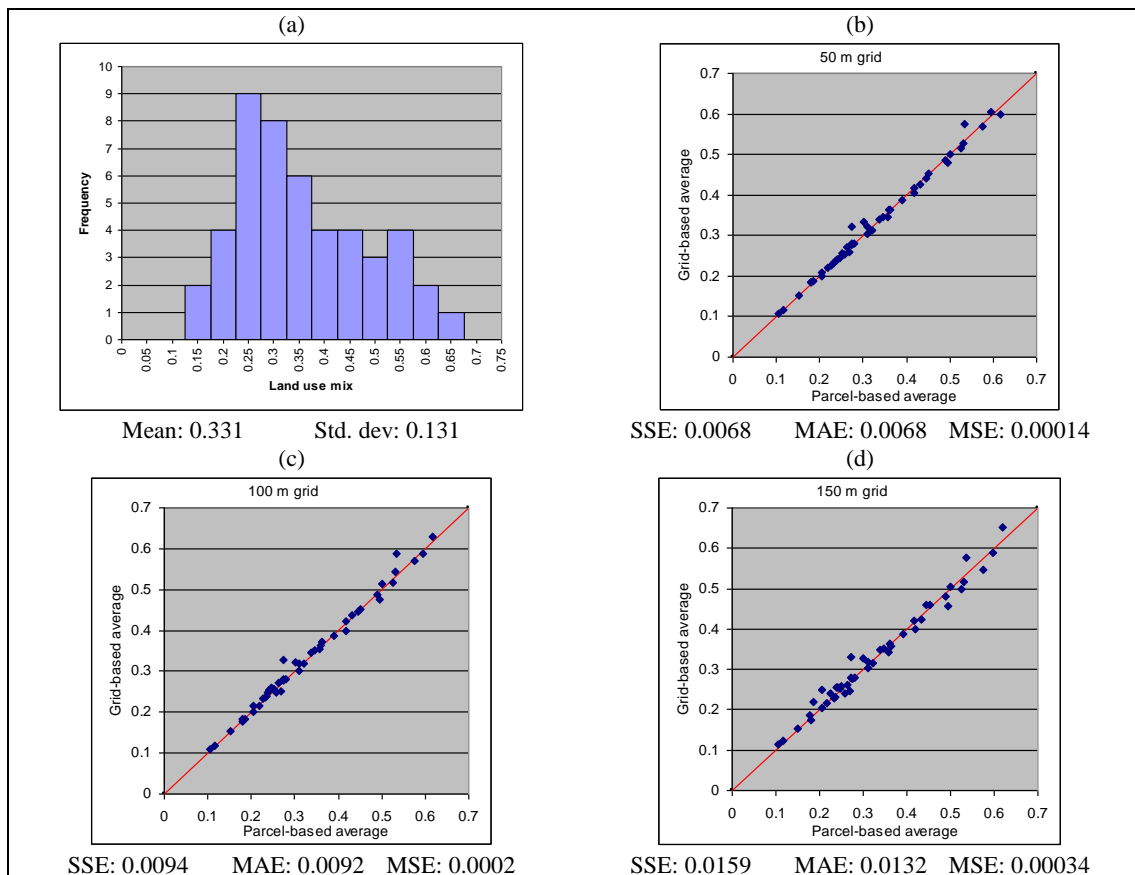 (a)
10
9
8
7
6
5
4
3
2
1
0
Frequency
0 0.05 0.1 0.15 0.2 0.25 0.3 0.35 0.4 0.45 0.5 0.55 0.6 0.65 0.7 0.75
Land use mix
Mean: 0.331 Std. dev: 0.131
(b)
50 m grid
0.7
0.6
0.5
0.4
0.3
0.2
0.1
0
Grid-based average
0 0.1 0.2 0.3 0.4 0.5 0.6 0.7
Parcel-based average
SSE: 0.0068 MAE: 0.0068 MSE: 0.00014
(c)
100 m grid
0.7
0.6
0.5
0.4
0.3
0.2
0.1
0
Grid-based average
0 0.1 0.2 0.3 0.4 0.5 0.6 0.7
Parcel-based average
SSE: 0.0094 MAE: 0.0092 MSE: 0.0002
(d)
150 m grid
0.7
0.6
0.5
0.4
0.3
0.2
0.1
0
Grid-based average
0 0.1 0.2 0.3 0.4 0.5 0.6 0.7
Parcel-based average
SSE: 0.0159 MAE: 0.0132 MSE: 0.00034